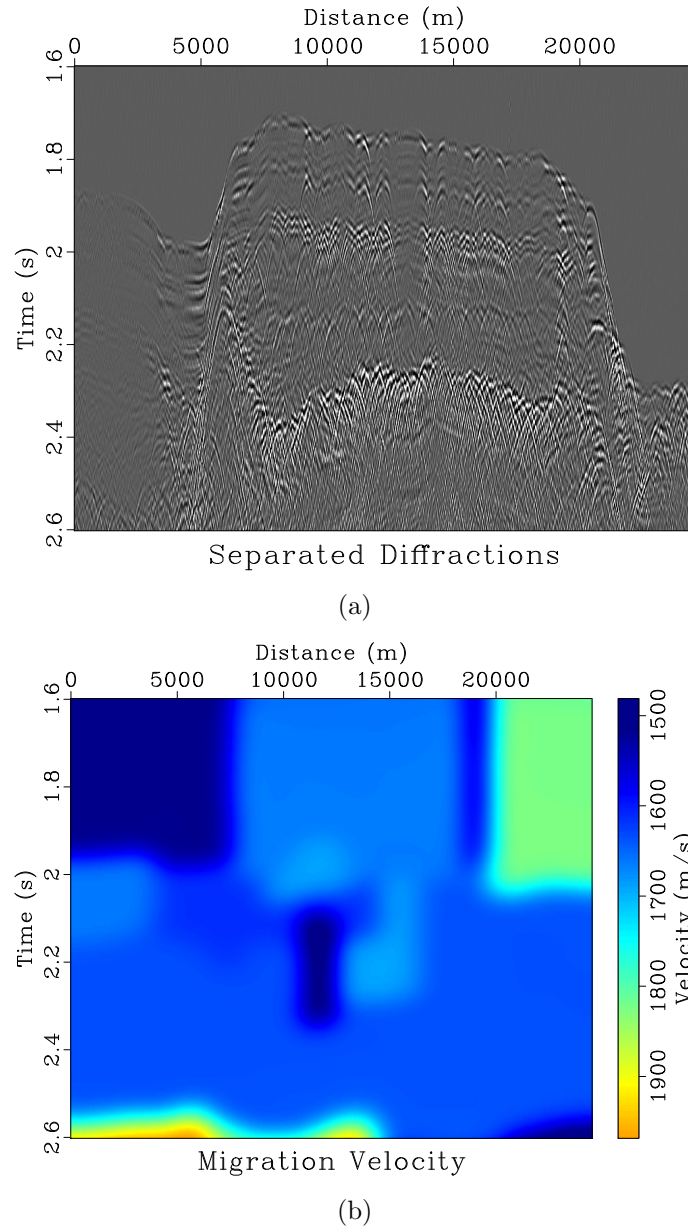 Distance (m)
0 5000 10000 15000 20000
1.6
1.8
2
2.2
2.4
2.6
Time (s)
Separated Diffractions
(a)
Distance (m)
0 5000 10000 15000 20000
1.6
1.8
2
2.2
2.4
2.6
Time (s)
1500
1600
1700
1800
1900
Velocity (m/s)
Migration Velocity
(b)